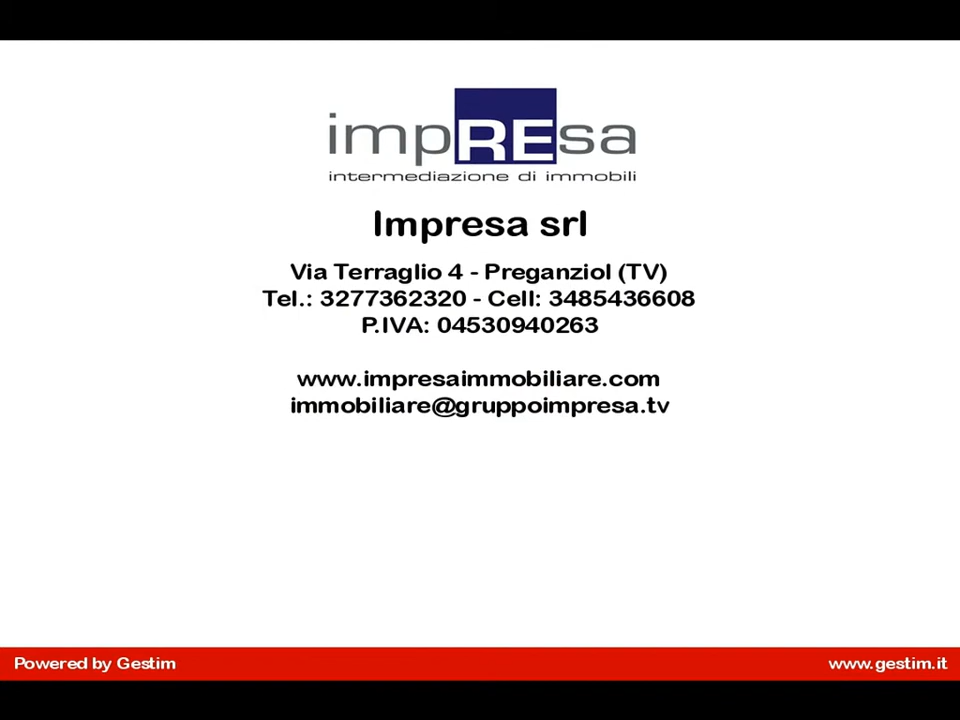 impREsa
intermediazione di immobili
Impresa srl
Via Terraglio 4 - Preganziol (TV)
Tel.: 3277362320 - Cell: 3485436608
P.IVA: 04530940263
www.impresaimmobiliare.com
immobiliare@gruppoimpresa.tv
Powered by Gestim
www.gestim.it